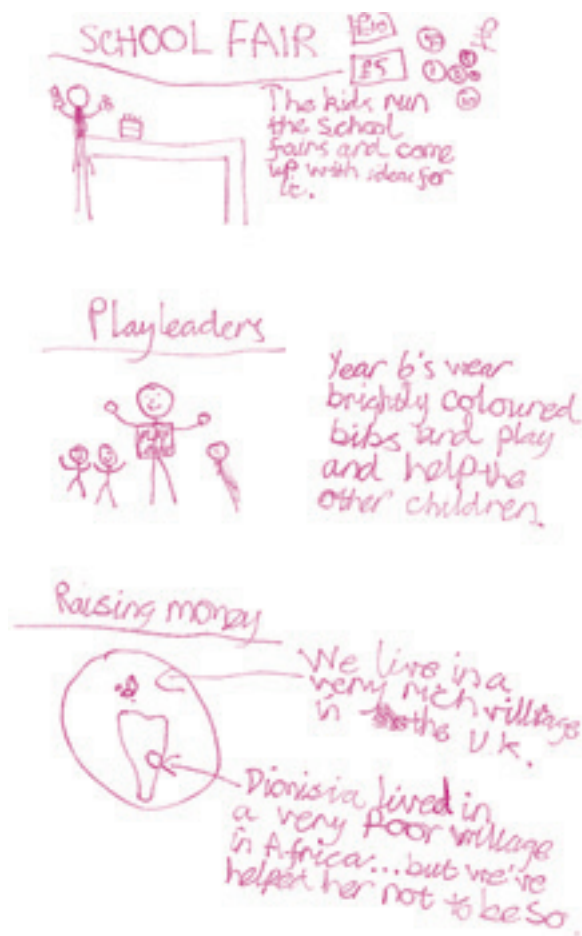 SCHOOL FAIR
£10
£5
The kids run
the school
fairs and come
up with ideas for
it.
Playleaders
Year 6's wear
brightly coloured
bibs and play
and help the
other children.
Raising money
We live in a
very rich village
in the U.K.
Dionisia lived in
a very Poor village
in Africa...but we've
helped her not to be so.